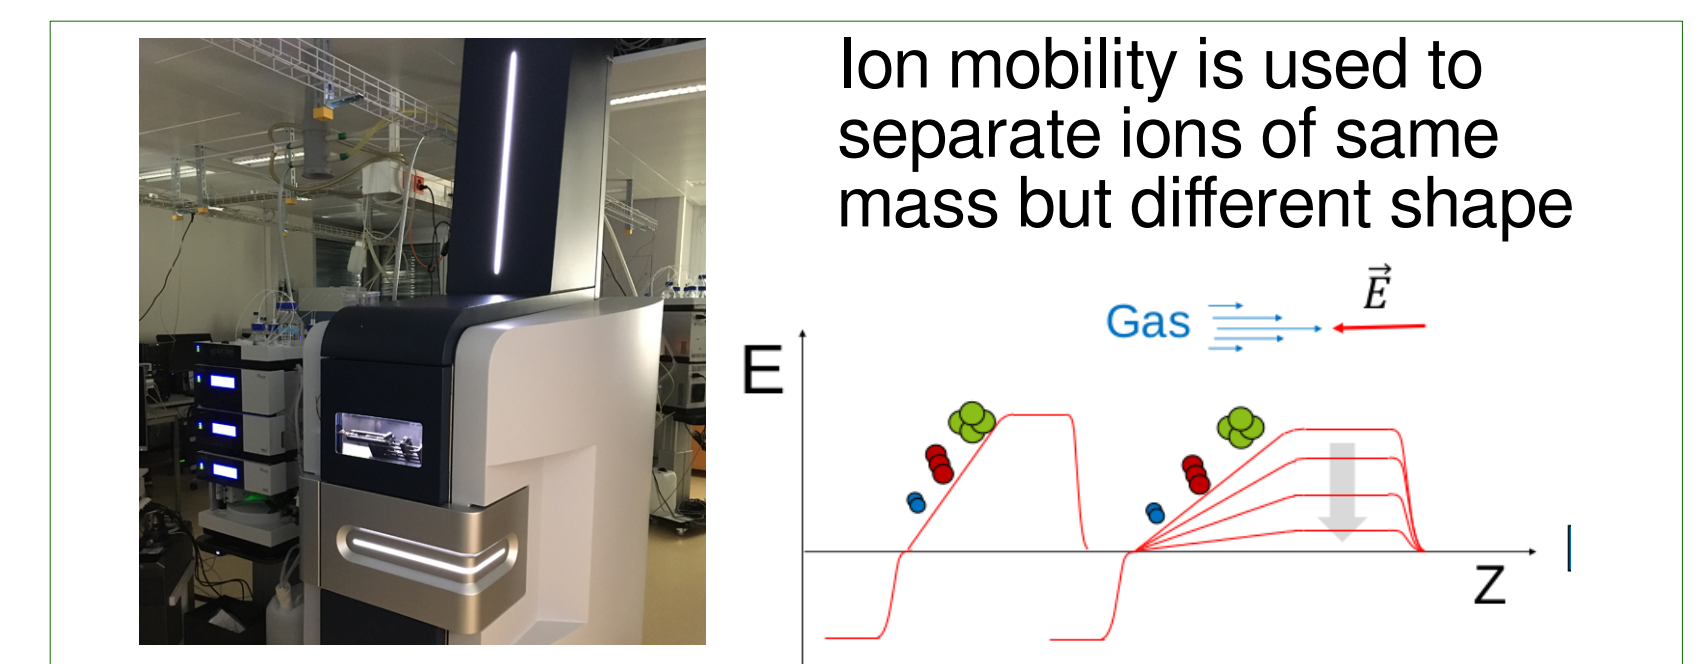 Ion mobility is used to
separate ions of same
mass but different shape
E⃗
Gas
E
Z